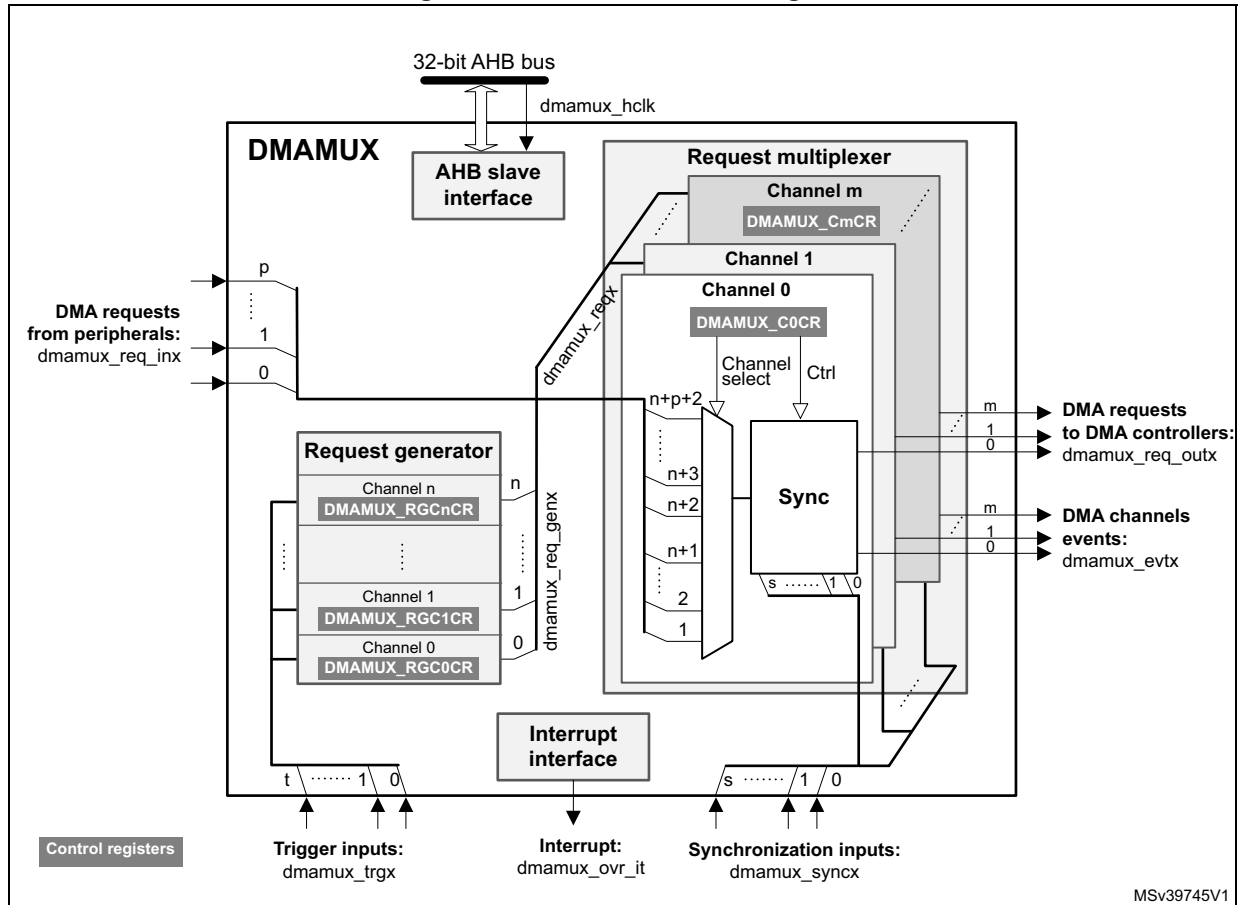 32-bit AHB bus
dmamux_hclk
DMAMUX
AHB slave
interface
Request multiplexer
Channel m
DMAMUX_CmCR
Channel 1
Channel 0
DMAMUX_C0CR
Channel
select
Ctrl
p
1
0
DMA requests
from peripherals:
dmamux_req_inx
dmamux_reqx
Request generator
Channel n
DMAMUX_RGCnCR
Channel 1
DMAMUX_RGC1CR
Channel 0
DMAMUX_RGC0CR
n
1
0
dmamux_req_genx
n+p+2
n+3
n+2
n+1
2
1
Sync
s 1 0
m
1
0
DMA requests
to DMA controllers:
dmamux_req_outx
m
1
0
DMA channels
events:
dmamux_evtx
Interrupt
interface
t 1 0
s 1 0
Control registers
Trigger inputs:
dmamux_trgx
Interrupt:
dmamux_ovr_it
Synchronization inputs:
dmamux_syncx
MSv39745V1